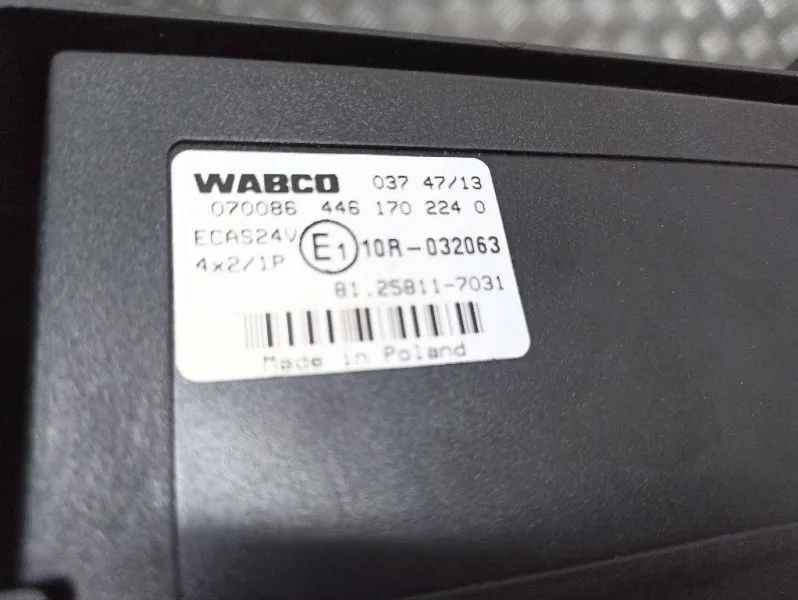 WABCO 037 47/13
070086 446 170 224 0
ECAS24V E1 10R-032063
4x2/1P
81.25811-7031
Made in Poland